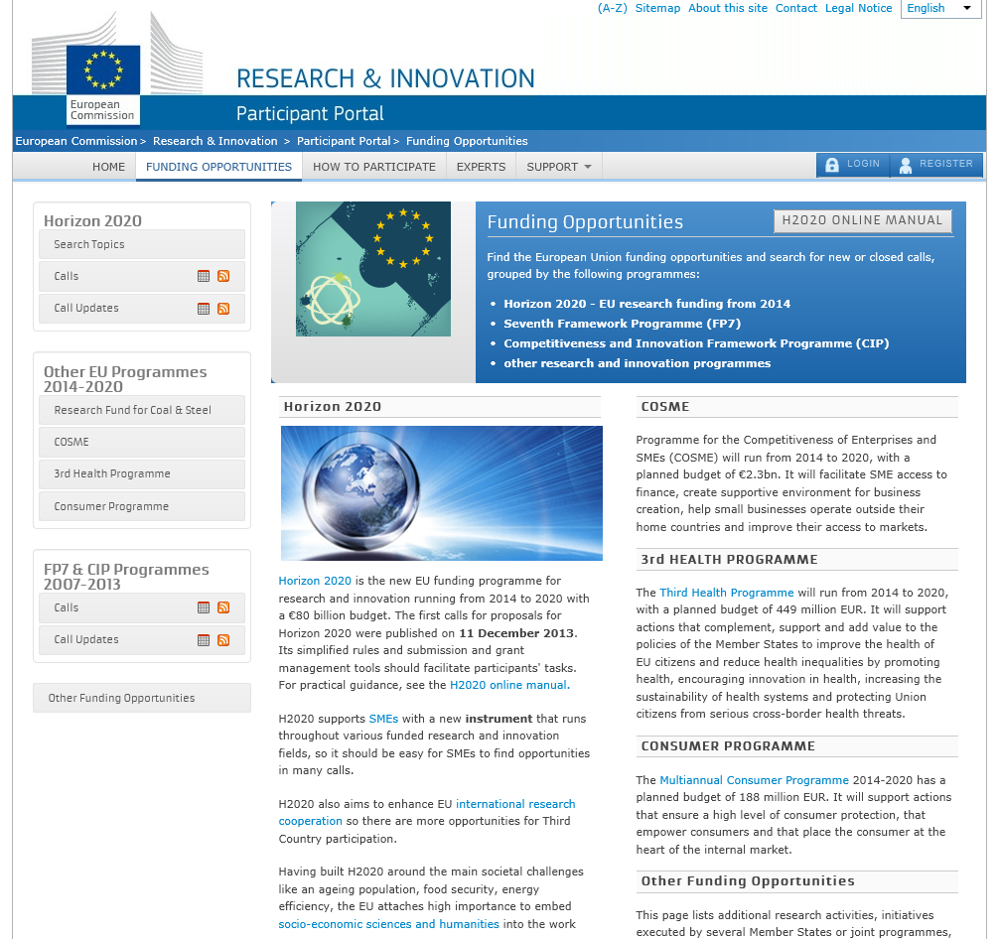 (A-Z) Sitemap About this site Contact Legal Notice English
European
Commission
RESEARCH & INNOVATION
Participant Portal
European Commission > Research & Innovation > Participant Portal > Funding Opportunities
HOME FUNDING OPPORTUNITIES HOW TO PARTICIPATE EXPERTS SUPPORT LOGIN REGISTER
Horizon 2020
Search Topics
Calls
Call Updates
Other EU Programmes
2014-2020
Research Fund for Coal & Steel
COSME
3rd Health Programme
Consumer Programme
FP7 & CIP Programmes
2007-2013
Calls
Call Updates
Other Funding Opportunities
Funding Opportunities
H2020 ONLINE MANUAL
Find the European Union funding opportunities and search for new or closed calls,
grouped by the following programmes:
• Horizon 2020 - EU research funding from 2014
• Seventh Framework Programme (FP7)
• Competitiveness and Innovation Framework Programme (CIP)
• other research and innovation programmes
Horizon 2020
Horizon 2020 is the new EU funding programme for
research and innovation running from 2014 to 2020 with
a €80 billion budget. The first calls for proposals for
Horizon 2020 were published on 11 December 2013.
Its simplified rules and submission and grant
management tools should facilitate participants' tasks.
For practical guidance, see the H2020 online manual.
H2020 supports SMEs with a new instrument that runs
throughout various funded research and innovation
fields, so it should be easy for SMEs to find opportunities
in many calls.
H2020 also aims to enhance EU international research
cooperation so there are more opportunities for Third
Country participation.
Having built H2020 around the main societal challenges
like an ageing population, food security, energy
efficiency, the EU attaches high importance to embed
socio-economic sciences and humanities into the work
COSME
Programme for the Competitiveness of Enterprises and
SMEs (COSME) will run from 2014 to 2020, with a
planned budget of €2.3bn. It will facilitate SME access to
finance, create supportive environment for business
creation, help small businesses operate outside their
home countries and improve their access to markets.
3rd HEALTH PROGRAMME
The Third Health Programme will run from 2014 to 2020,
with a planned budget of 449 million EUR. It will support
actions that complement, support and add value to the
policies of the Member States to improve the health of
EU citizens and reduce health inequalities by promoting
health, encouraging innovation in health, increasing the
sustainability of health systems and protecting Union
citizens from serious cross-border health threats.
CONSUMER PROGRAMME
The Multiannual Consumer Programme 2014-2020 has a
planned budget of 188 million EUR. It will support actions
that ensure a high level of consumer protection, that
empower consumers and that place the consumer at the
heart of the internal market.
Other Funding Opportunities
This page lists additional research activities, initiatives
executed by several Member States or joint programmes,